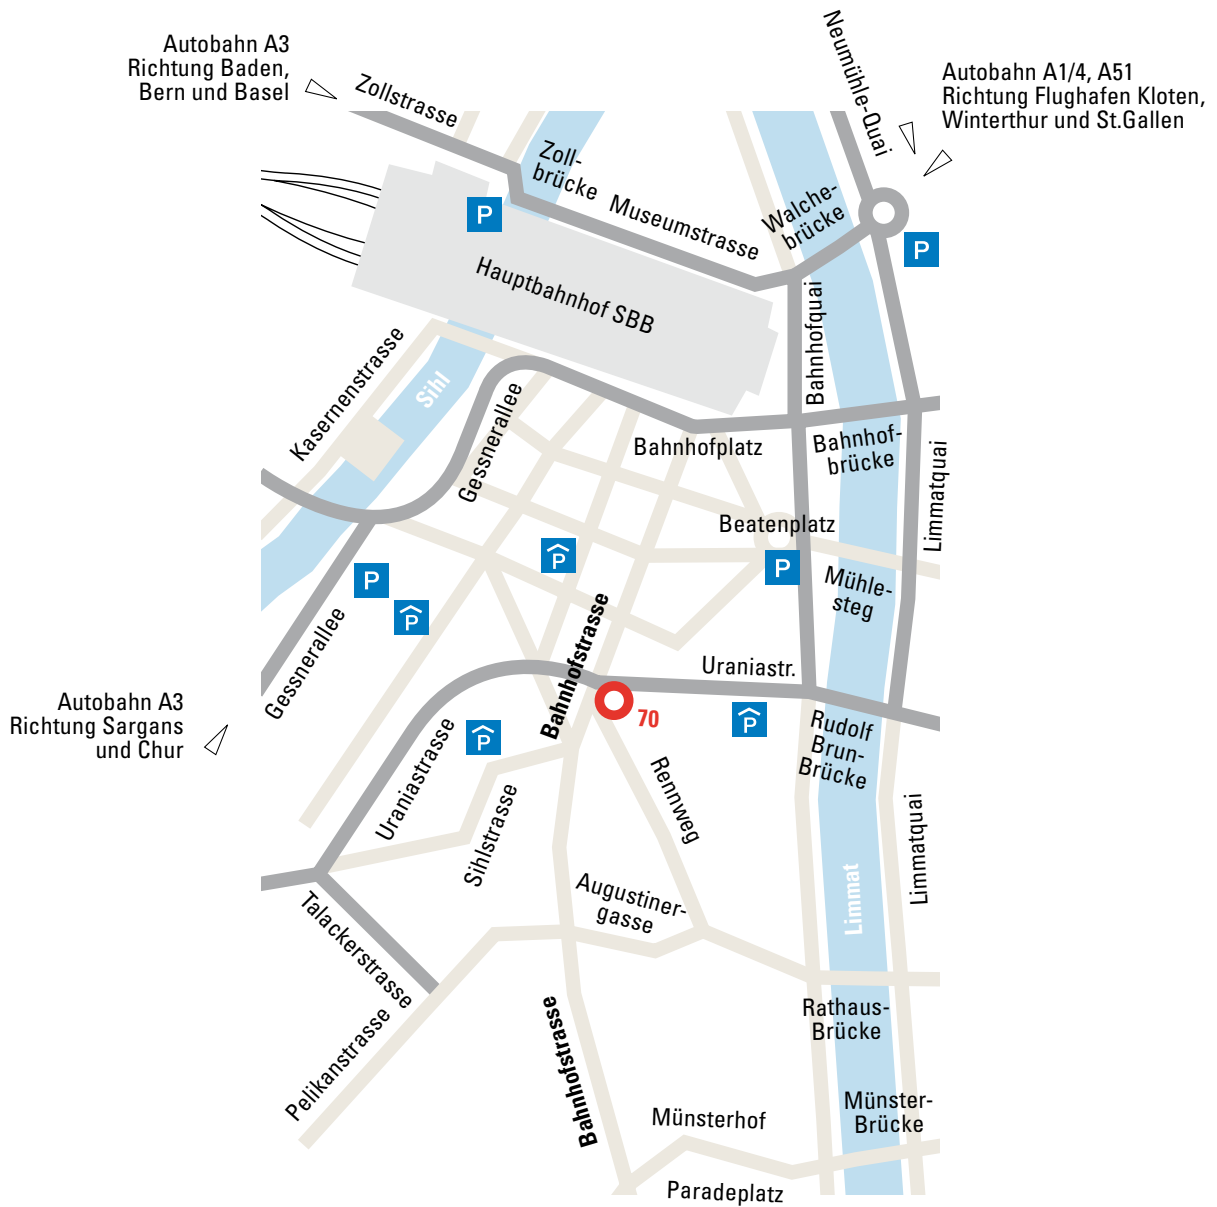 Autobahn A3
Richtung Baden,
Bern und Basel
Zollstrasse
Neumühle-Quai
Autobahn A1/4, A51
Richtung Flughafen Kloten,
Winterthur und St.Gallen
Zoll-
brücke
Museumstrasse
Walche-
brücke
P
P
Hauptbahnhof SBB
Bahnhofquai
Kasernenstrasse
Sihl
Gessnerallee
Bahnhofplatz
Bahnhof-
brücke
Limmatquai
Beatenplatz
P
P
P
P
Mühle-
steg
Gessnerallee
Bahnhofstrasse
Uraniastr.
Autobahn A3
Richtung Sargans
und Chur
70
P
P
Rudolf
Brun-
Brücke
Uraniastrasse
Rennweg
Sihlstrasse
Limmatquai
Limmat
Augustiner-
gasse
Talackerstrasse
Pelikanstrasse
Bahnhofstrasse
Rathaus-
Brücke
Münsterhof
Münster-
Brücke
Paradeplatz